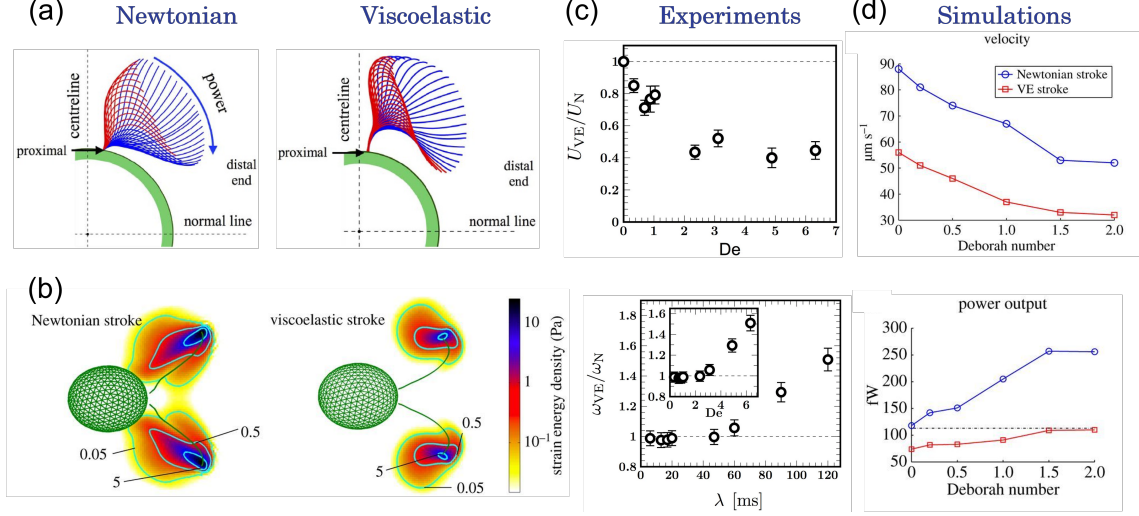 (a) Newtonian Viscoelastic
centreline
power
proximal
distal
end
normal line
centreline
proximal
distal
end
normal line
(b)
Newtonian stroke
0.5
0.05
5
viscoelastic stroke
0.5
5
0.05
10
1
10⁻¹
strain energy density (Pa)
(c) Experiments
U_VE/U_N
1
0.8
0.6
0.4
0.2
0
0 1 2 3 4 5 6 7
De
ω_VE/ω_N
1.6
1.4
1.2
1
0.8
1.6
1.4
1.2
1
0.8
0 2 4 6
De
0 20 40 60 80 100 120
λ [ms]
(d) Simulations
velocity
Newtonian stroke
VE stroke
µm s⁻¹
90
80
70
60
50
40
30
0 0.5 1.0 1.5 2.0
Deborah number
power output
fW
300
250
200
150
100
50
0 0.5 1.0 1.5 2.0
Deborah number